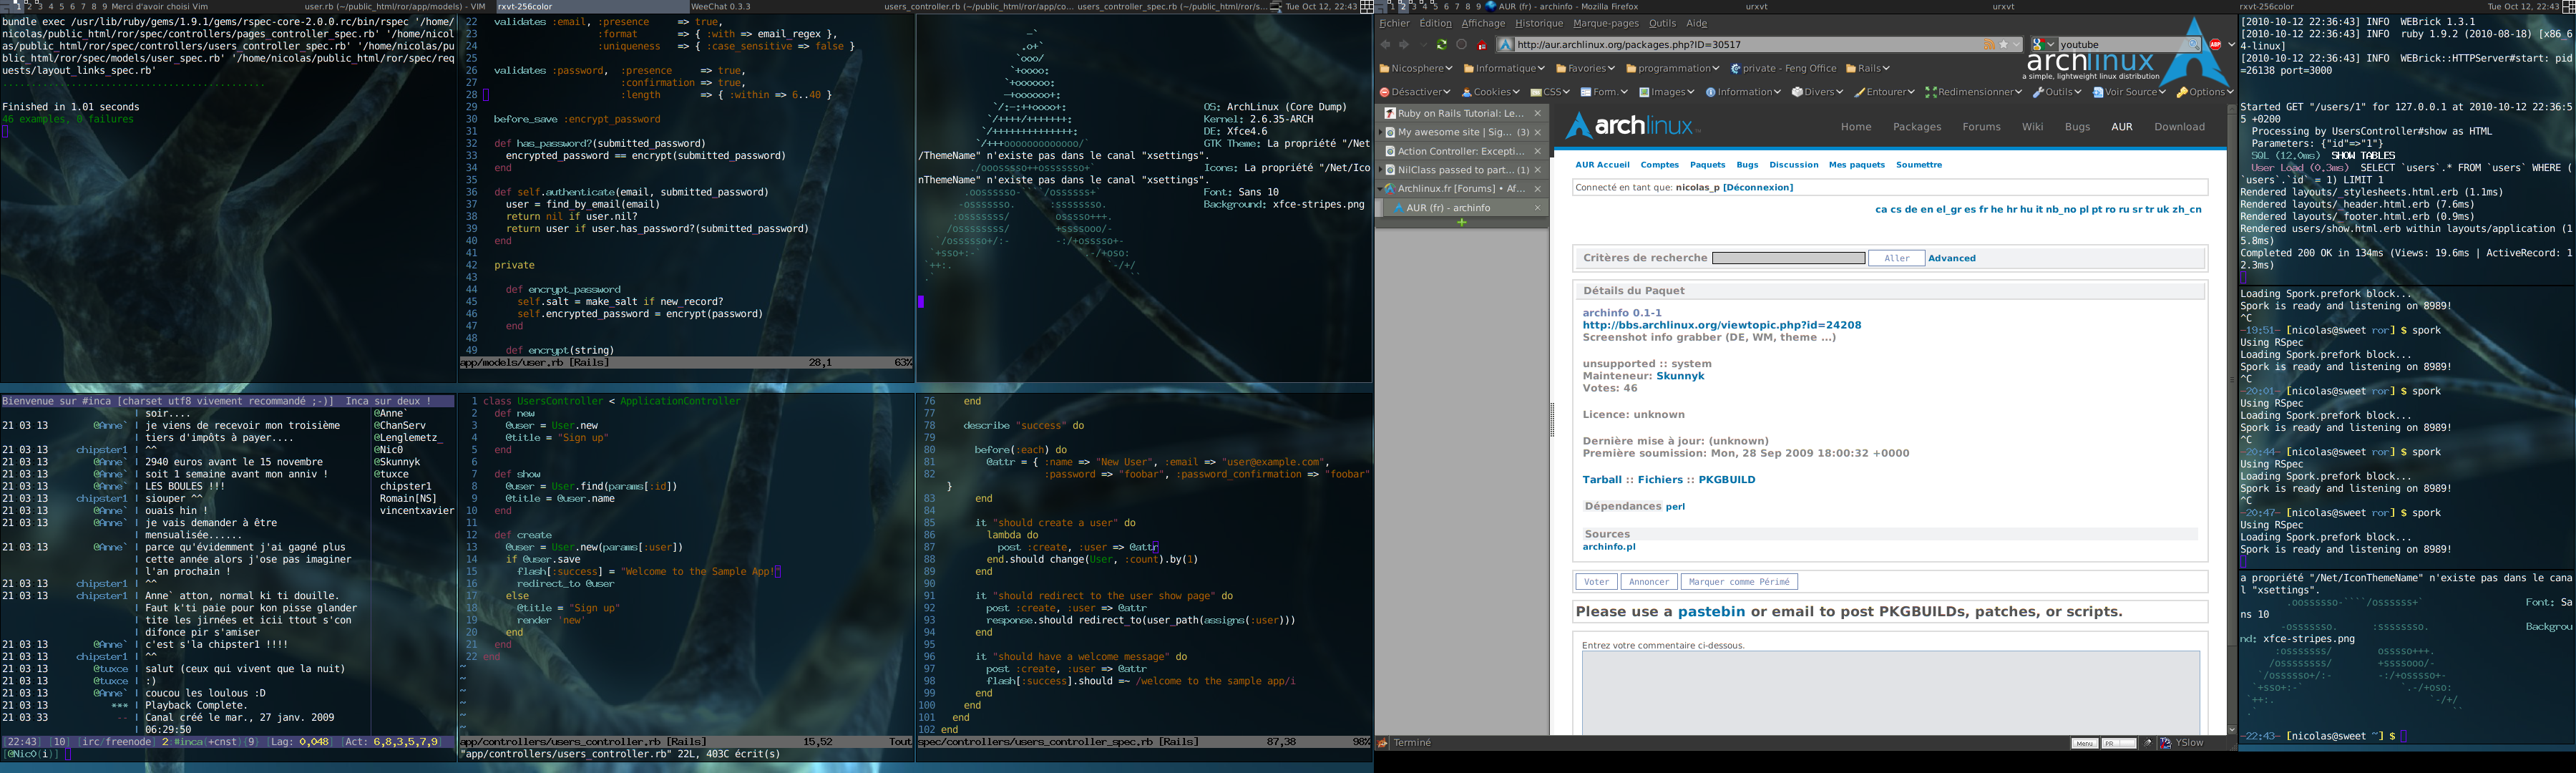 1 2 3 4 5 6 7 8 9 Merci d'avoir choisi Vim
user.rb (~/public_html/ror/app/models) - VIM
rxvt-256color
WeeChat 0.3.3
users_controller.rb (~/public_html/ror/app/co...
users_controller_spec.rb (~/public_html/ror/s...
Tue Oct 12, 22:43
bundle exec /usr/lib/ruby/gems/1.9.1/gems/rspec-core-2.0.0.rc/bin/rspec '/home/
nicolas/public_html/ror/spec/controllers/pages_controller_spec.rb' '/home/nicol
as/public_html/ror/spec/controllers/users_controller_spec.rb' '/home/nicolas/pu
blic_html/ror/spec/models/user_spec.rb' '/home/nicolas/public_html/ror/spec/req
uests/layout_links_spec.rb'
Finished in 1.01 seconds
46 examples, 0 failures
22 validates :email, :presence => true,
23 :format => { :with => email_regex },
24 :uniqueness => { :case_sensitive => false }
25
26 validates :password, :presence => true,
27 :confirmation => true,
28 :length => { :within => 6..40 }
29
30 before_save :encrypt_password
31
32 def has_password?(submitted_password)
33 encrypted_password == encrypt(submitted_password)
34 end
35
36 def self.authenticate(email, submitted_password)
37 user = find_by_email(email)
38 return nil if user.nil?
39 return user if user.has_password?(submitted_password)
40 end
41
42 private
43
44 def encrypt_password
45 self.salt = make_salt if new_record?
46 self.encrypted_password = encrypt(password)
47 end
48
49 def encrypt(string)
app/models/user.rb [Rails] 28,1 63%
OS: ArchLinux (Core Dump)
Kernel: 2.6.35-ARCH
DE: Xfce4.6
GTK Theme: La propriété "/Net
/ThemeName" n'existe pas dans le canal "xsettings".
Icons: La propriété "/Net/Ico
nThemeName" n'existe pas dans le canal "xsettings".
Font: Sans 10
Background: xfce-stripes.png
Bienvenue sur #inca [charset utf8 vivement recommandé ;-)] Inca sur deux !
soir....
21 03 13 @Anne` | je viens de recevoir mon troisième
tiers d'impôts à payer....
21 03 13 chipster1 | ^^
21 03 13 @Anne` | 2940 euros avant le 15 novembre
21 03 13 @Anne` | soit 1 semaine avant mon anniv !
21 03 13 @Anne` | LES BOULES !!!
21 03 13 chipster1 | siouper ^^
21 03 13 @Anne` | ouais hin !
21 03 13 @Anne` | je vais demander à être
mensualisée......
21 03 13 @Anne` | parce qu'évidemment j'ai gagné plus
cette année alors j'ose pas imaginer
l'an prochain !
21 03 13 chipster1 | ^^
21 03 13 chipster1 | Anne` atton, normal ki ti douille.
Faut k'ti paie pour kon pisse glander
tite les jirnées et icii ttout s'con
difonce pir s'amiser
21 03 13 @Anne` | c'est s'la chipster1 !!!!
21 03 13 chipster1 | ^^
21 03 13 @tuxce | salut (ceux qui vivent que la nuit)
21 03 13 @tuxce | :)
21 03 13 @Anne` | coucou les loulous :D
21 03 13 *** | Playback Complete.
21 03 33 -- | Canal créé le mar., 27 janv. 2009
06:29:50
@Anne`
@ChanServ
@Lenglemetz_
@Nic0
@Skunnyk
@tuxce
chipster1
Romain[NS]
vincentxavier
[22:43] [10] [irc/freenode] 2 #inca(+cnst){9} [Lag: 0,048] [Act: 6,8,3,5,7,9]
[@Nic0(i)]
1 class UsersController < ApplicationController
2 def new
3 @user = User.new
4 @title = "Sign up"
5 end
6
7 def show
8 @user = User.find(params[:id])
9 @title = @user.name
10 end
11
12 def create
13 @user = User.new(params[:user])
14 if @user.save
15 flash[:success] = "Welcome to the Sample App!"
16 redirect_to @user
17 else
18 @title = "Sign up"
19 render 'new'
20 end
21 end
22 end
app/controllers/users_controller.rb [Rails] 15,52 Tout
"app/controllers/users_controller.rb" 22L, 403C écrit(s)
76 end
77
78 describe "success" do
79
80 before(:each) do
81 @attr = { :name => "New User", :email => "user@example.com",
82 :password => "foobar", :password_confirmation => "foobar"
}
83 end
84
85 it "should create a user" do
86 lambda do
87 post :create, :user => @attr
88 end.should change(User, :count).by(1)
89 end
90
91 it "should redirect to the user show page" do
92 post :create, :user => @attr
93 response.should redirect_to(user_path(assigns(:user)))
94 end
95
96 it "should have a welcome message" do
97 post :create, :user => @attr
98 flash[:success].should =~ /welcome to the sample app/i
99 end
100 end
101 end
102 end
spec/controllers/users_controller_spec.rb [Rails] 87,38 98%
1 2 3 4 5 6 7 8 9 AUR (fr) - archinfo - Mozilla Firefox
urxvt
urxvt
rxvt-256color
Tue Oct 12, 22:43
Fichier Édition Affichage Historique Marque-pages Outils Aide
http://aur.archlinux.org/packages.php?ID=30517
youtube
archlinux
a simple, lightweight linux distribution
Nicosphere Informatique Favories programmation private - Feng Office Rails
Désactiver Cookies CSS Form. Images Information Divers Entourer Redimensionner Outils Voir Source Options
Ruby on Rails Tutorial: Le...
My awesome site | Sig... (3)
Action Controller: Excepti...
NilClass passed to part... (1)
Archlinux.fr [Forums] • Af...
AUR (fr) - archinfo
archlinux
Home Packages Forums Wiki Bugs AUR Download
AUR Accueil Comptes Paquets Bugs Discussion Mes paquets Soumettre
Connecté en tant que: nicolas_p [Déconnexion]
ca cs de en el_gr es fr he hr hu it nb_no pl pt ro ru sr tr uk zh_cn
Critères de recherche Aller Advanced
Détails du Paquet
archinfo 0.1-1
http://bbs.archlinux.org/viewtopic.php?id=24208
Screenshot info grabber (DE, WM, theme ...)
unsupported :: system
Mainteneur: Skunnyk
Votes: 46
Licence: unknown
Dernière mise à jour: (unknown)
Première soumission: Mon, 28 Sep 2009 18:00:32 +0000
Tarball :: Fichiers :: PKGBUILD
Dépendances perl
Sources
archinfo.pl
Voter Annoncer Marquer comme Périmé
Please use a pastebin or email to post PKGBUILDs, patches, or scripts.
Entrez votre commentaire ci-dessous.
Terminé
Menu PR YSlow
[2010-10-12 22:36:43] INFO WEBrick 1.3.1
[2010-10-12 22:36:43] INFO ruby 1.9.2 (2010-08-18) [x86_6
4-linux]
[2010-10-12 22:36:43] INFO WEBrick::HTTPServer#start: pid
=26138 port=3000
Started GET "/users/1" for 127.0.0.1 at 2010-10-12 22:36:5
5 +0200
Processing by UsersController#show as HTML
Parameters: {"id"=>"1"}
SQL (12.0ms) SHOW TABLES
User Load (0.3ms) SELECT `users`.* FROM `users` WHERE (
`users`.`id` = 1) LIMIT 1
Rendered layouts/_stylesheets.html.erb (1.1ms)
Rendered layouts/_header.html.erb (7.6ms)
Rendered layouts/_footer.html.erb (0.9ms)
Rendered users/show.html.erb within layouts/application (1
5.8ms)
Completed 200 OK in 134ms (Views: 19.6ms | ActiveRecord: 1
2.3ms)
Loading Spork.prefork block...
Spork is ready and listening on 8989!
^C
-19:51- [nicolas@sweet ror] $ spork
Using RSpec
Loading Spork.prefork block...
Spork is ready and listening on 8989!
^C
-20:01- [nicolas@sweet ror] $ spork
Using RSpec
Loading Spork.prefork block...
Spork is ready and listening on 8989!
^C
-20:44- [nicolas@sweet ror] $ spork
Using RSpec
Loading Spork.prefork block...
Spork is ready and listening on 8989!
^C
-20:47- [nicolas@sweet ror] $ spork
Using RSpec
Loading Spork.prefork block...
Spork is ready and listening on 8989!
a propriété "/Net/IconThemeName" n'existe pas dans le cana
l "xsettings".
Font: Sa
ns 10
Backgrou
nd: xfce-stripes.png
-22:43- [nicolas@sweet ~] $